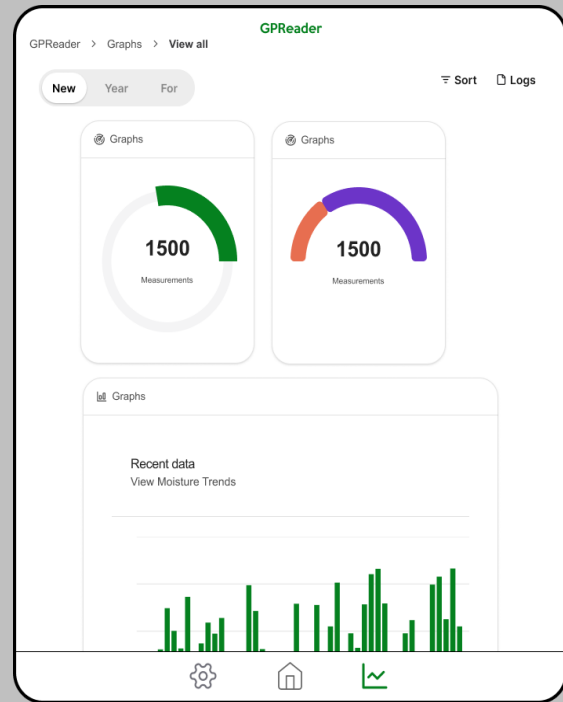 GPReader
GPReader > Graphs > View all
New Year For
Sort Logs
Graphs
1500
Measurements
Graphs
1500
Measurements
Graphs
Recent data
View Moisture Trends